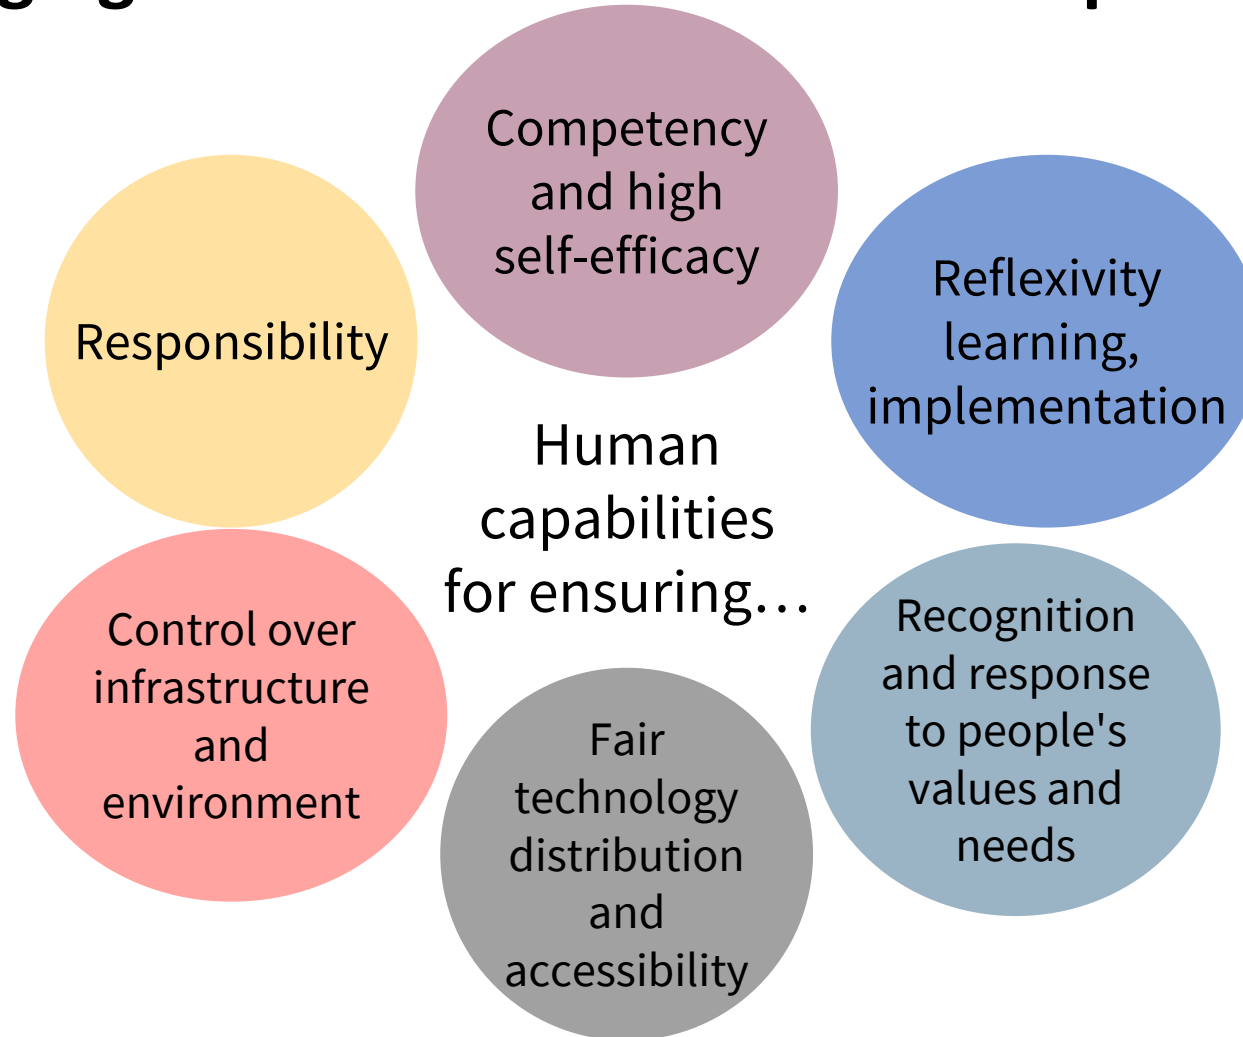 Competency
and high
self-efficacy
Responsibility
Reflexivity
learning,
implementation
Human
capabilities
for ensuring…
Control over
infrastructure
and
environment
Recognition
and response
to people's
values and
needs
Fair
technology
distribution
and
accessibility